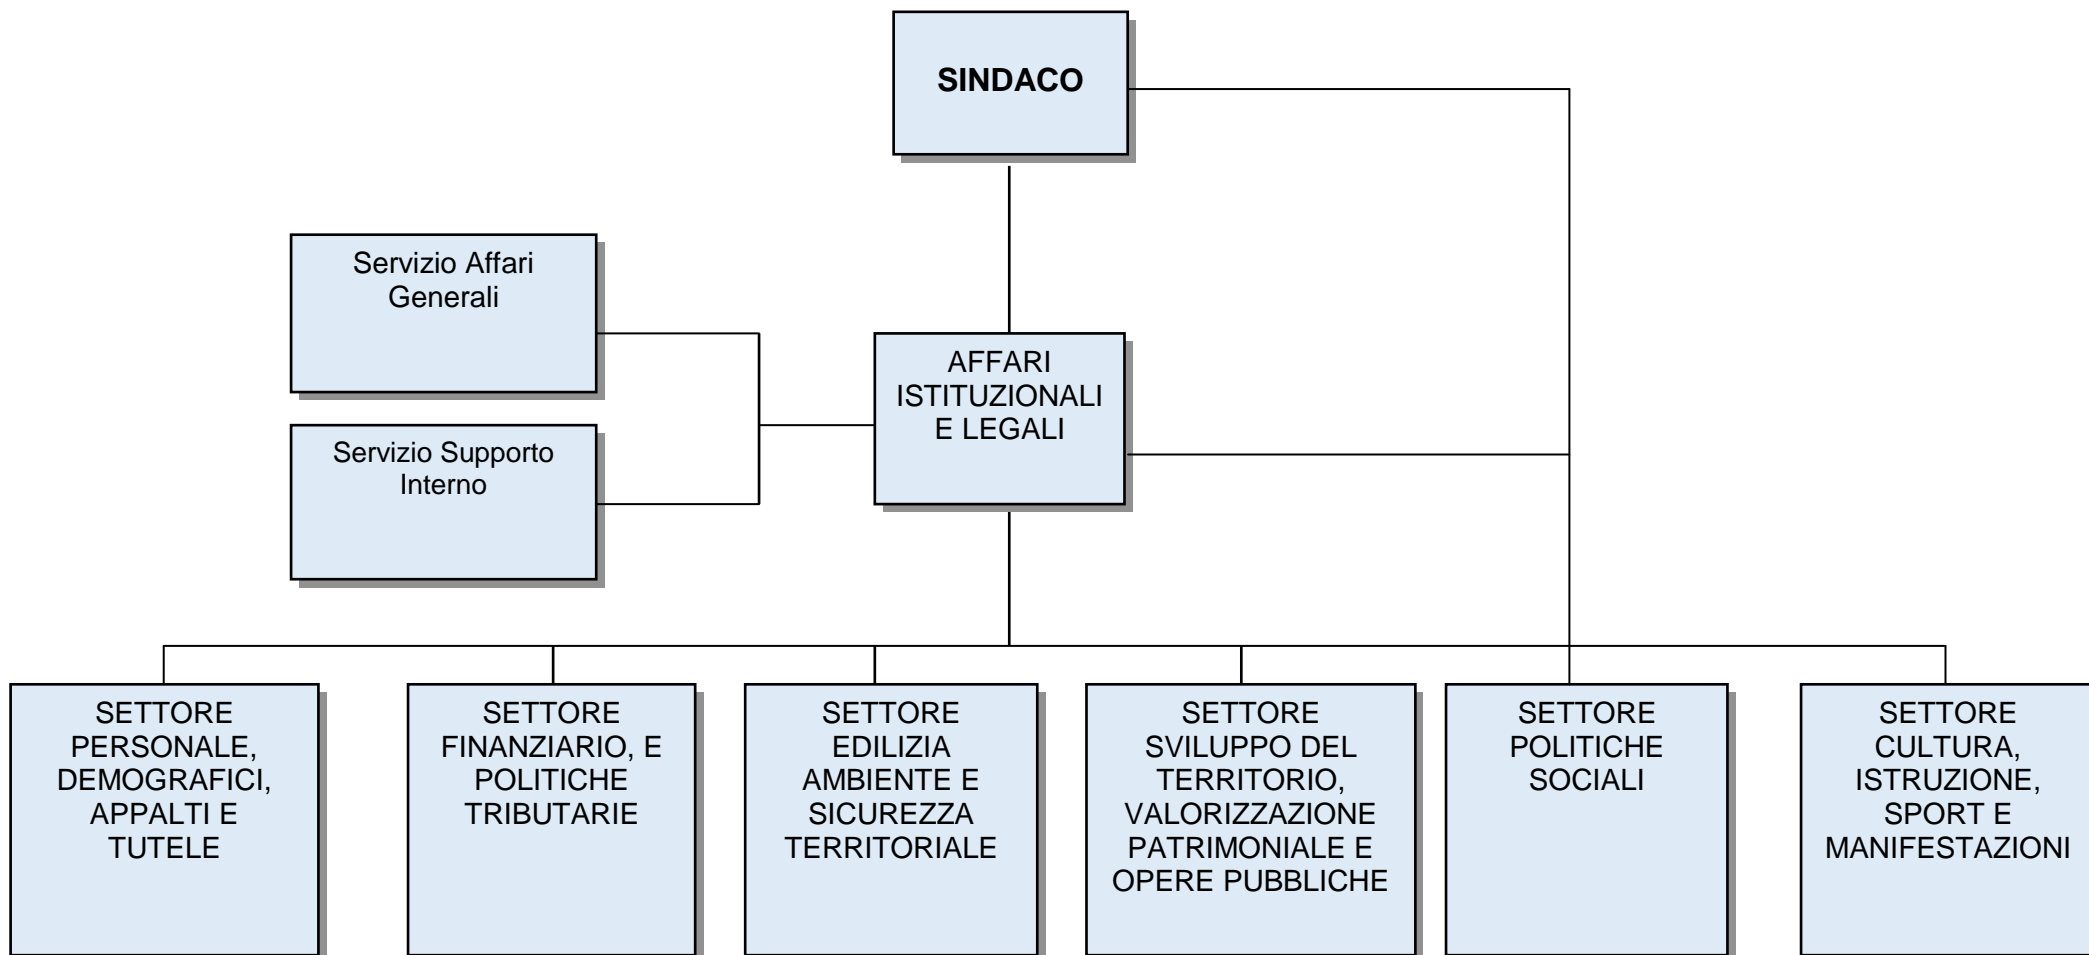 SINDACO
Servizio Affari
Generali
Servizio Supporto
Interno
AFFARI
ISTITUZIONALI
E LEGALI
SETTORE
PERSONALE,
DEMOGRAFICI,
APPALTI E
TUTELE
SETTORE
FINANZIARIO, E
POLITICHE
TRIBUTARIE
SETTORE
EDILIZIA
AMBIENTE E
SICUREZZA
TERRITORIALE
SETTORE
SVILUPPO DEL
TERRITORIO,
VALORIZZAZIONE
PATRIMONIALE E
OPERE PUBBLICHE
SETTORE
POLITICHE
SOCIALI
SETTORE
CULTURA,
ISTRUZIONE,
SPORT E
MANIFESTAZIONI